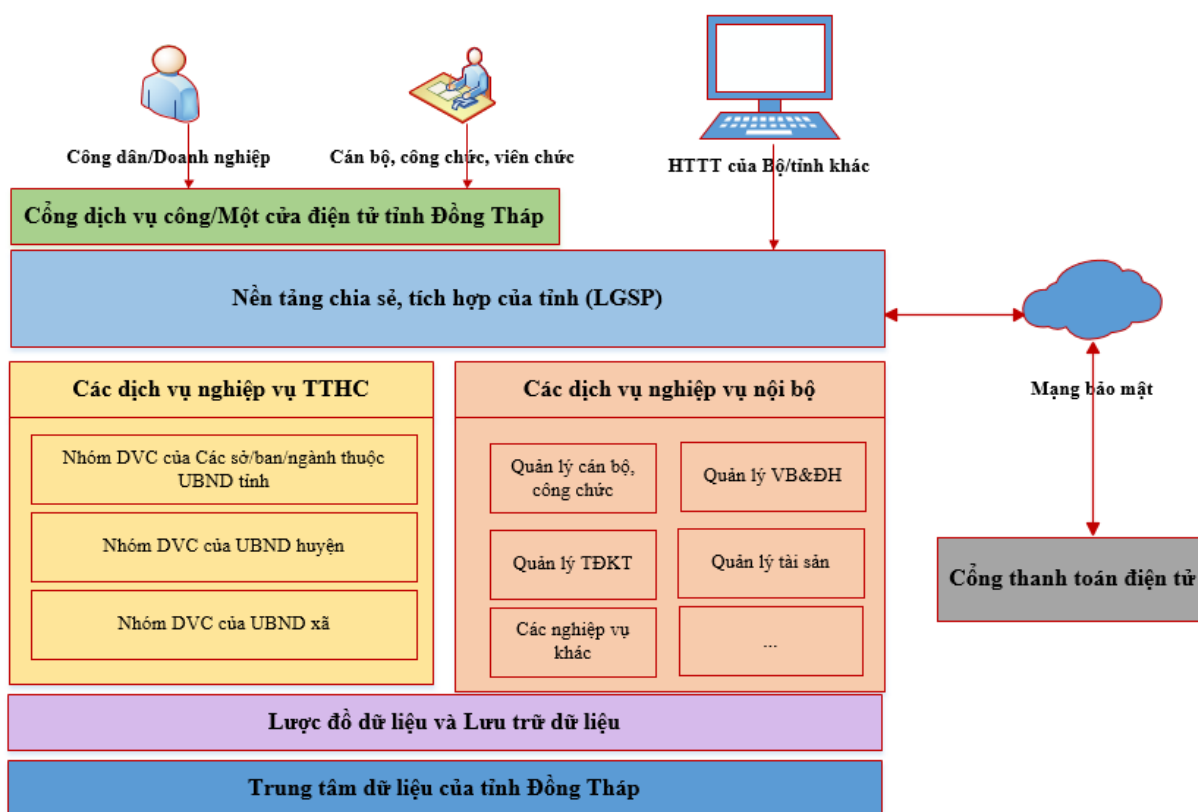 Công dân/Doanh nghiệp
Cán bộ, công chức, viên chức
HTTT của Bộ/tỉnh khác
Cổng dịch vụ công/Một cửa điện tử tỉnh Đồng Tháp
Nền tảng chia sẻ, tích hợp của tỉnh (LGSP)
Mạng bảo mật
Các dịch vụ nghiệp vụ TTHC
Nhóm DVC của Các sở/ban/ngành thuộc
UBND tỉnh
Nhóm DVC của UBND huyện
Nhóm DVC của UBND xã
Các dịch vụ nghiệp vụ nội bộ
Quản lý cán bộ,
công chức
Quản lý VB&ĐH
Quản lý TĐKT
Quản lý tài sản
Các nghiệp vụ
khác
...
Cổng thanh toán điện tử
Lược đồ dữ liệu và Lưu trữ dữ liệu
Trung tâm dữ liệu của tỉnh Đồng Tháp